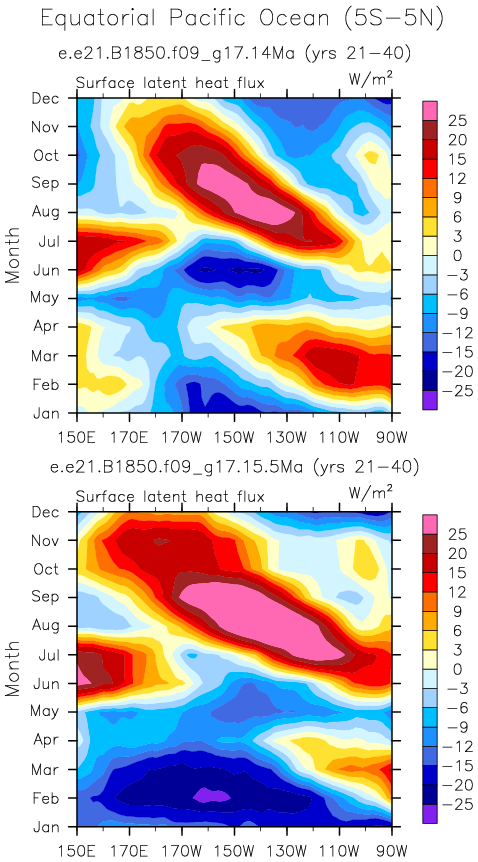 Equatorial Pacific Ocean (5S−5N)
e.e21.B1850.f09_g17.14Ma (yrs 21−40)
Surface latent heat flux W/m²
Dec
Nov
Oct
Sep
Aug
Jul
Jun
May
Apr
Mar
Feb
Jan
Month
150E 170E 170W 150W 130W 110W 90W
25
20
15
12
9
6
3
0
−3
−6
−9
−12
−15
−20
−25
e.e21.B1850.f09_g17.15.5Ma (yrs 21−40)
Surface latent heat flux W/m²
Dec
Nov
Oct
Sep
Aug
Jul
Jun
May
Apr
Mar
Feb
Jan
Month
150E 170E 170W 150W 130W 110W 90W
25
20
15
12
9
6
3
0
−3
−6
−9
−12
−15
−20
−25